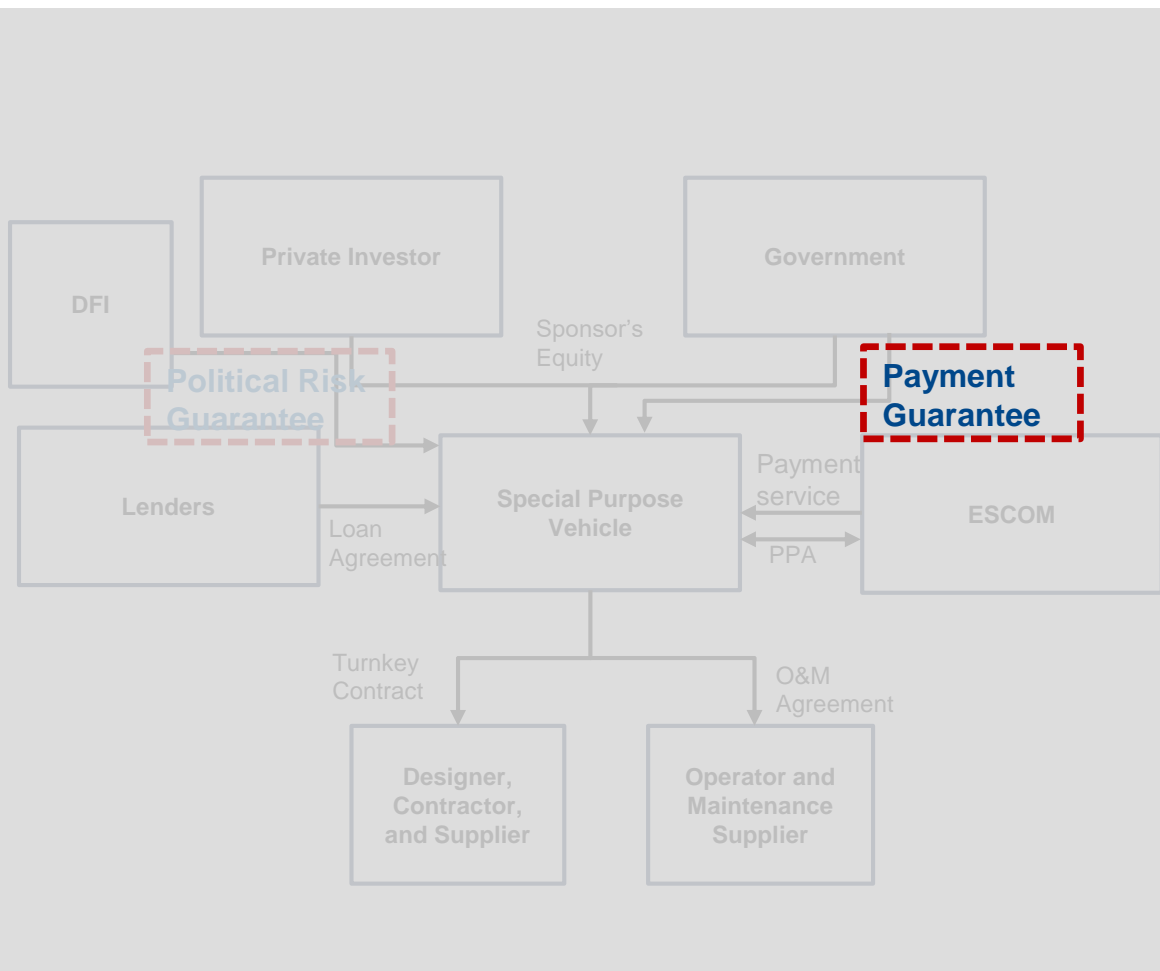 Private Investor
Government
DFI
Sponsor's
Equity
Political Risk
Guarantee
Payment
Guarantee
Lenders
Loan
Agreement
Special Purpose
Vehicle
Payment
service
PPA
ESCOM
Turnkey
Contract
O&M
Agreement
Designer,
Contractor,
and Supplier
Operator and
Maintenance
Supplier